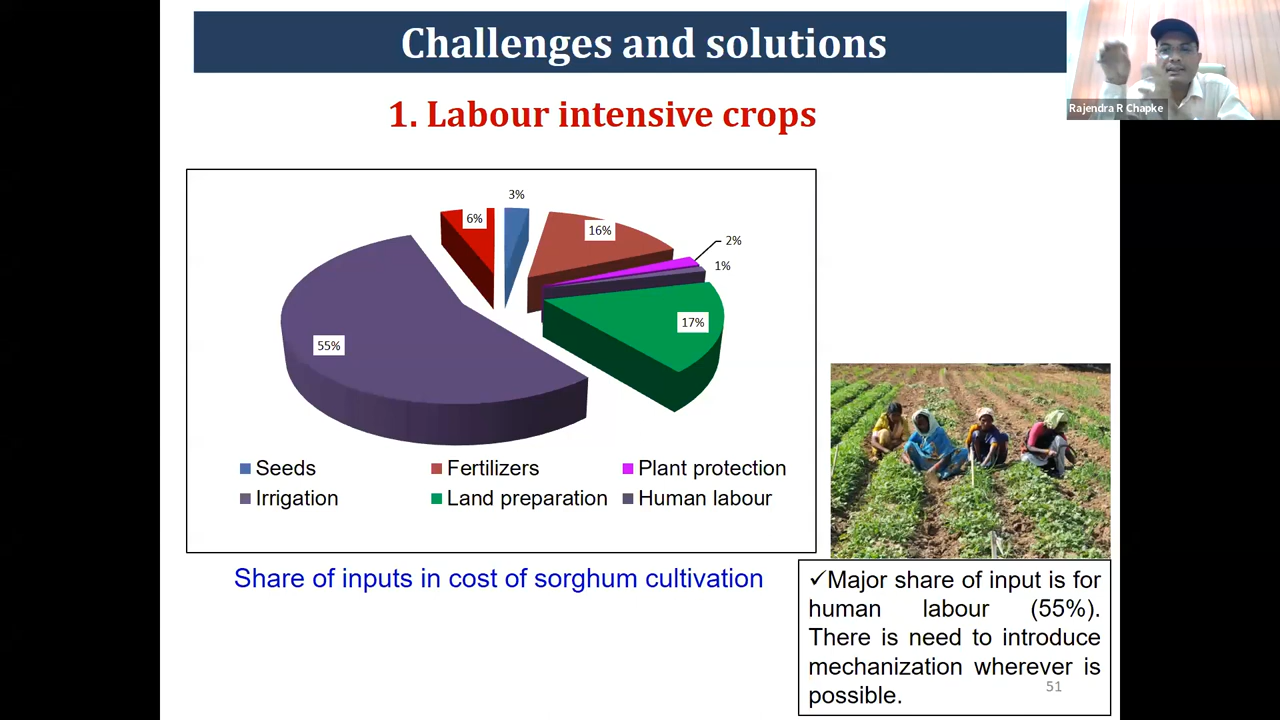 Challenges and solutions
Rajendra R Chapke
1. Labour intensive crops
3%
6%
16%
2%
1%
17%
55%
Seeds
Fertilizers
Plant protection
Irrigation
Land preparation
Human labour
Share of inputs in cost of sorghum cultivation
✓Major share of input is for
human labour (55%).
There is need to introduce
mechanization wherever is
possible.
51